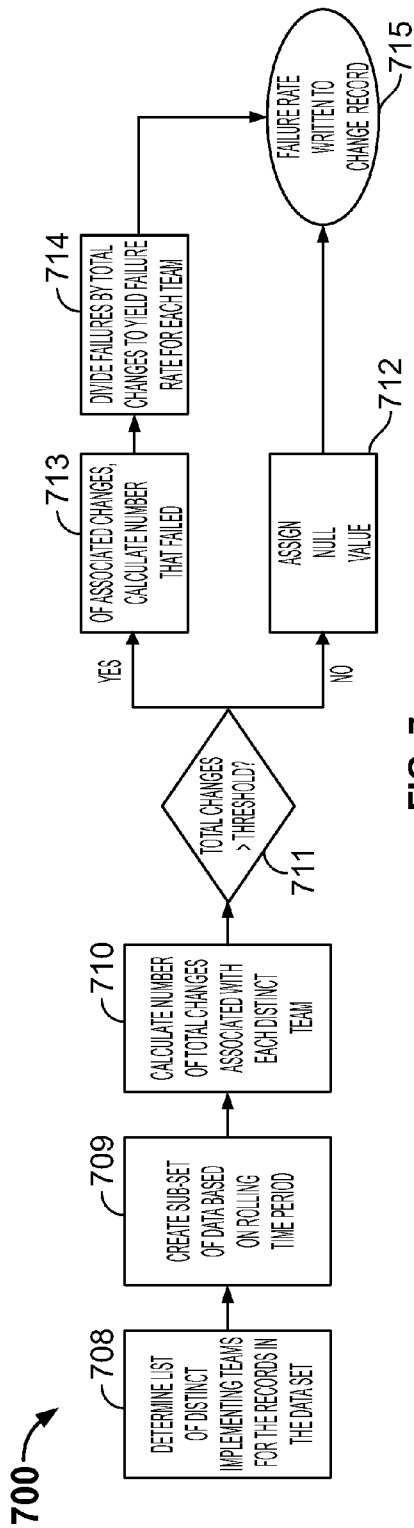 700
708
DETERMINE LIST
OF DISTINCT
IMPLEMENTING TEAMS
FOR THE RECORDS IN
THE DATA SET
709
CREATE SUB-SET
OF DATA BASED
ON ROLLING
TIME PERIOD
710
CALCULATE NUMBER
OF TOTAL CHANGES
ASSOCIATED WITH
EACH DISTINCT
TEAM
TOTAL CHANGES
> THRESHOLD?
711
YES
713
OF ASSOCIATED CHANGES,
CALCULATE NUMBER
THAT FAILED
714
DIVIDE FAILURES BY TOTAL
CHANGES TO YIELD FAILURE
RATE FOR EACH TEAM
NO
ASSIGN
NULL
VALUE
712
FAILURE RATE
WRITTEN TO
CHANGE RECORD
715